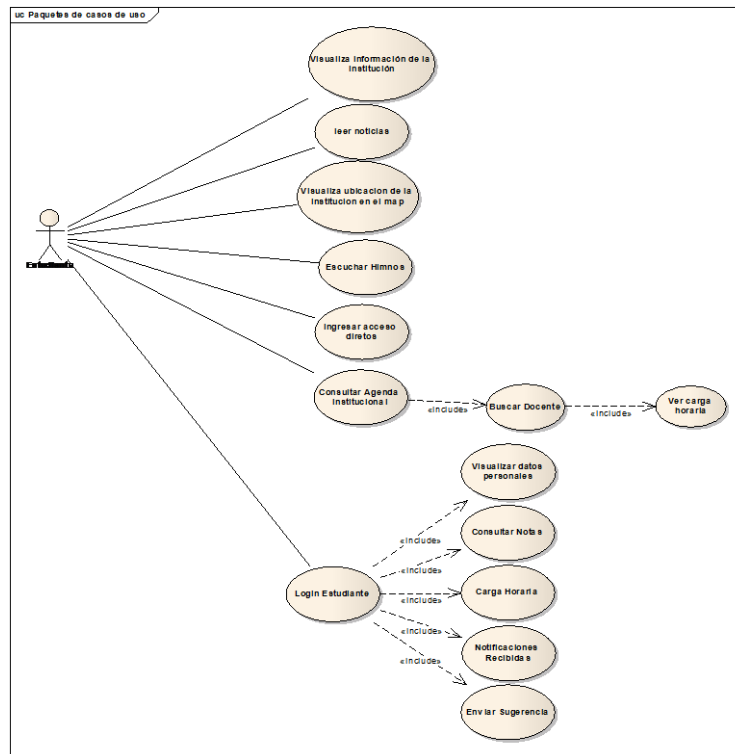 uc Paquetes de casos de uso
Visualiza información de la
institución
leer noticias
Visualiza ubicacion de la
institucion en el map
Estudiante
Escuchar Himnos
Ingresar acceso
diretos
Consultar Agenda
Institucional
«include»
Buscar Docente
«include»
Ver carga
horaria
Visualizar datos
personales
«include»
Consultar Notas
«include»
Login Estudiante
Carga Horaria
«include»
«include»
Notificaciones
Recibidas
«include»
Enviar Sugerencia